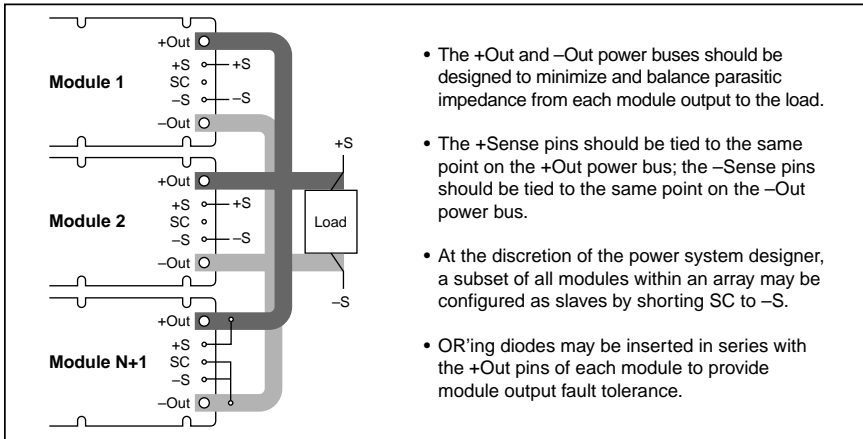 +Out
+S
+S
Module 1
SC
–S
–S
–Out
+Out
+S
+S
Module 2
SC
–S
–S
–Out
+Out
+S
Module N+1
SC
–S
–Out
+S
Load
–S
• The +Out and –Out power buses should be
designed to minimize and balance parasitic
impedance from each module output to the load.
• The +Sense pins should be tied to the same
point on the +Out power bus; the –Sense pins
should be tied to the same point on the –Out
power bus.
• At the discretion of the power system designer,
a subset of all modules within an array may be
configured as slaves by shorting SC to –S.
• OR'ing diodes may be inserted in series with
the +Out pins of each module to provide
module output fault tolerance.